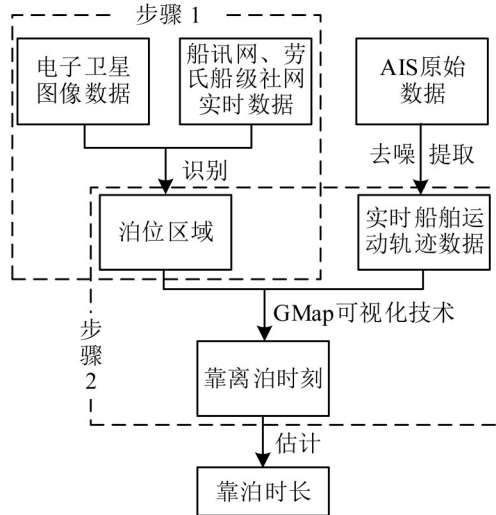 步骤 1
电子卫星
图像数据
船讯网、劳
氏船级社网
实时数据
AIS原始
数据
识别
去噪 提取
泊位区域
实时船舶运
动轨迹数据
步
骤
2
GMap可视化技术
靠离泊时刻
估计
靠泊时长